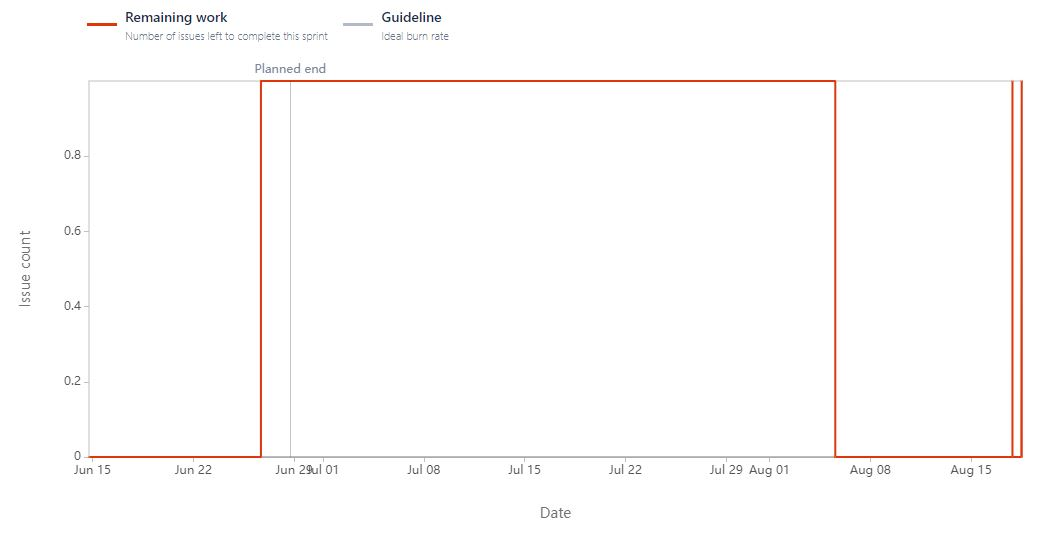 Remaining work
Number of issues left to complete this sprint
Guideline
Ideal burn rate
Planned end
0.8
0.6
0.4
0.2
0
Issue count
Jun 15 Jun 22 Jun 29 Jul 01 Jul 08 Jul 15 Jul 22 Jul 29 Aug 01 Aug 08 Aug 15
Date